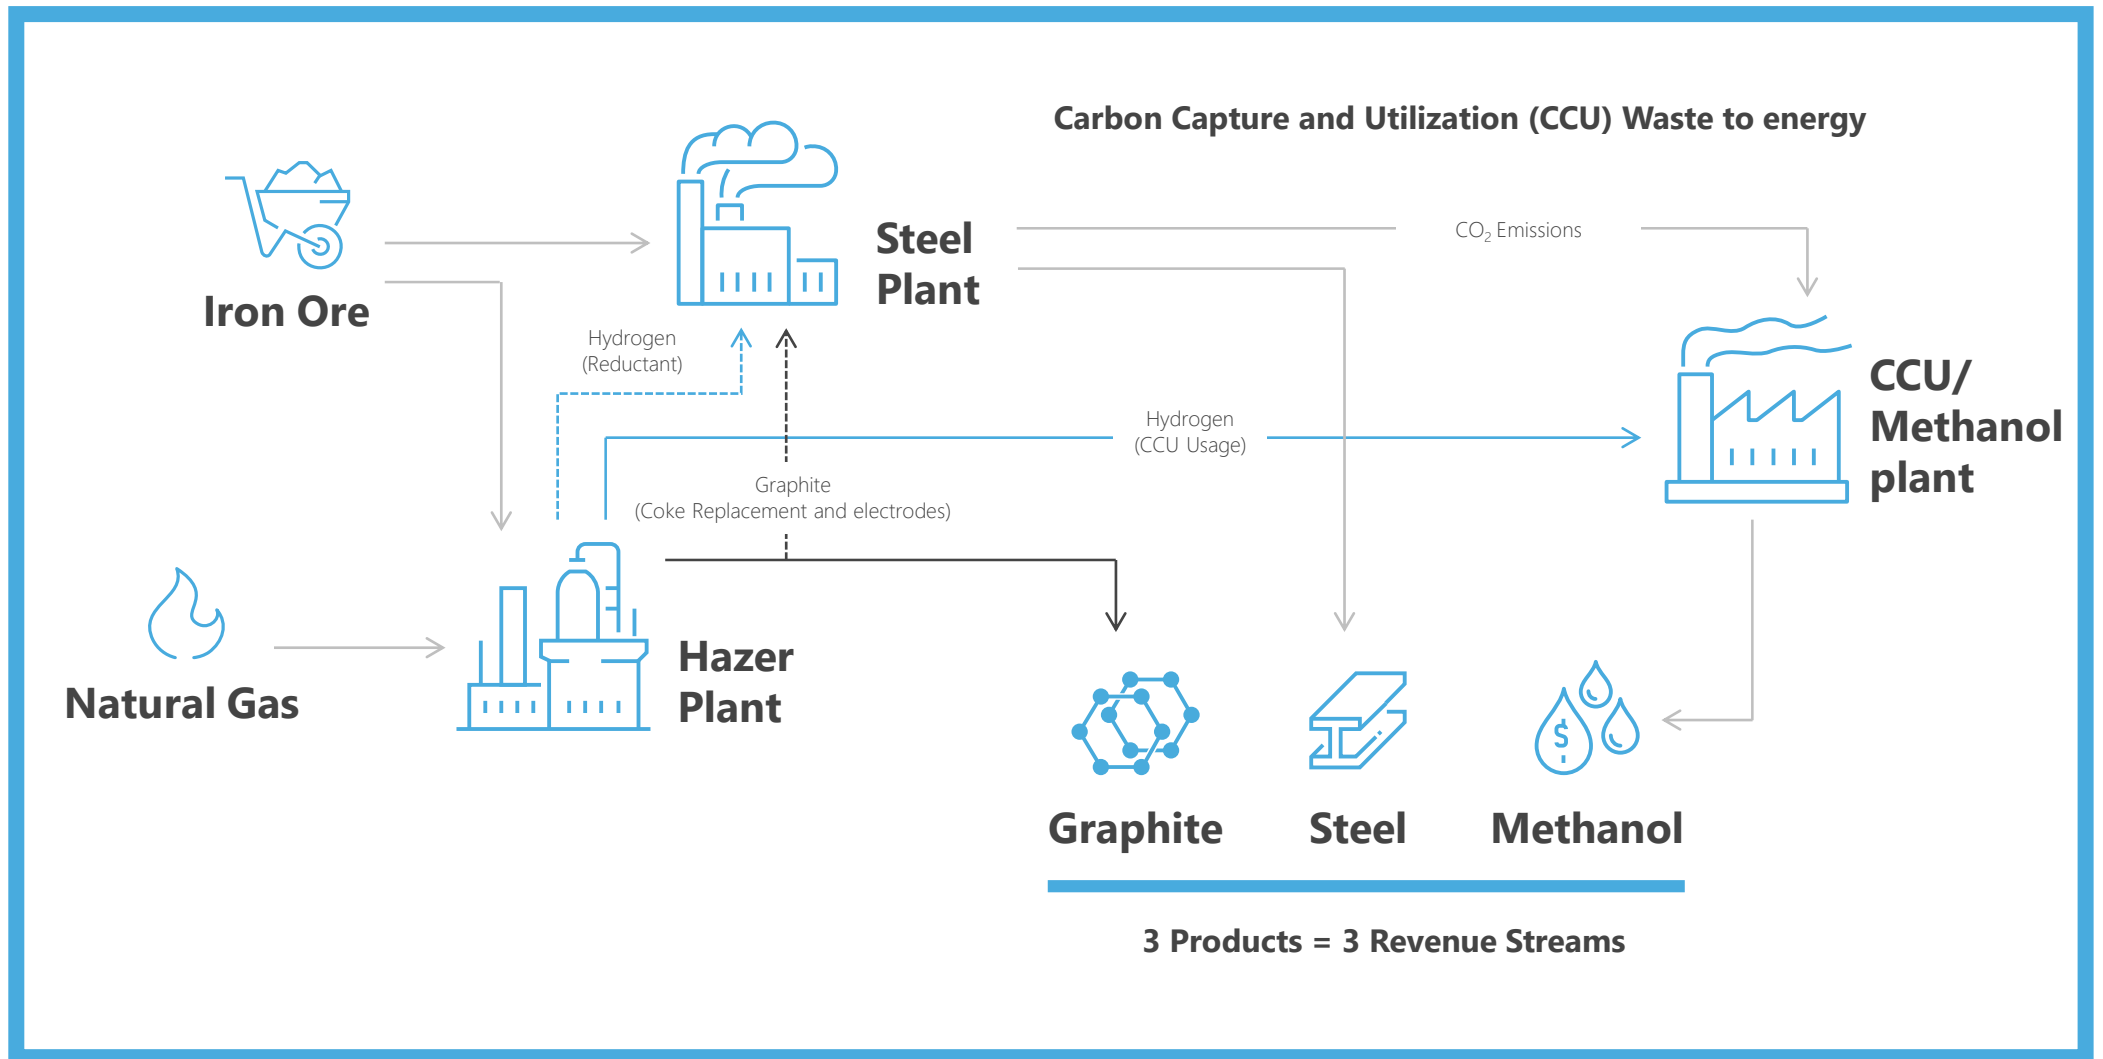 Carbon Capture and Utilization (CCU) Waste to energy
Iron Ore
Steel
Plant
CO₂ Emissions
Hydrogen
(Reductant)
Hydrogen
(CCU Usage)
CCU/
Methanol
plant
Graphite
(Coke Replacement and electrodes)
Natural Gas
Hazer
Plant
$
Graphite
Steel
Methanol
3 Products = 3 Revenue Streams